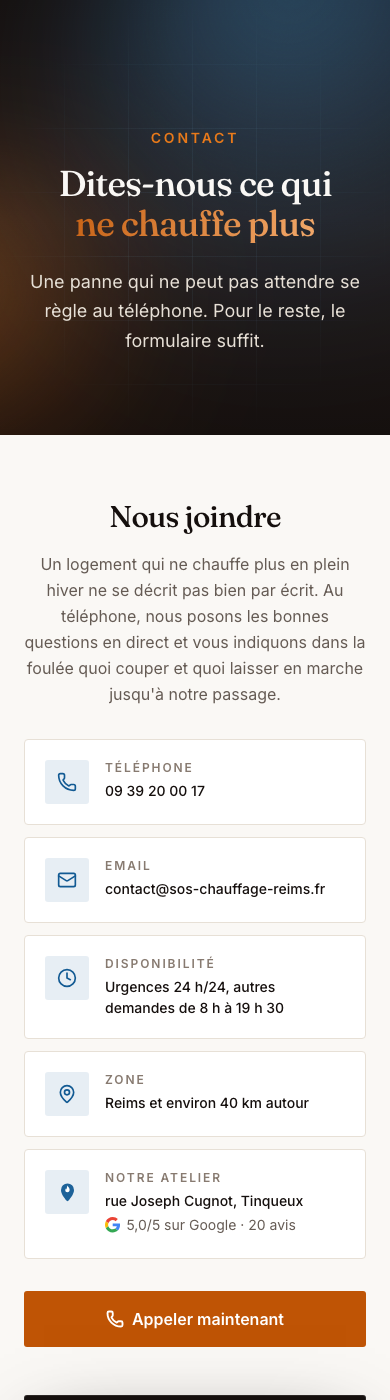 CONTACT
Dites-nous ce qui
ne chauffe plus
Une panne qui ne peut pas attendre se
règle au téléphone. Pour le reste, le
formulaire suffit.
Nous joindre
Un logement qui ne chauffe plus en plein
hiver ne se décrit pas bien par écrit. Au
téléphone, nous posons les bonnes
questions en direct et vous indiquons dans la
foulée quoi couper et quoi laisser en marche
jusqu'à notre passage.
TÉLÉPHONE
09 39 20 00 17
EMAIL
contact@sos-chauffage-reims.fr
DISPONIBILITÉ
Urgences 24 h/24, autres
demandes de 8 h à 19 h 30
ZONE
Reims et environ 40 km autour
NOTRE ATELIER
rue Joseph Cugnot, Tinqueux
5,0/5 sur Google · 20 avis
Appeler maintenant